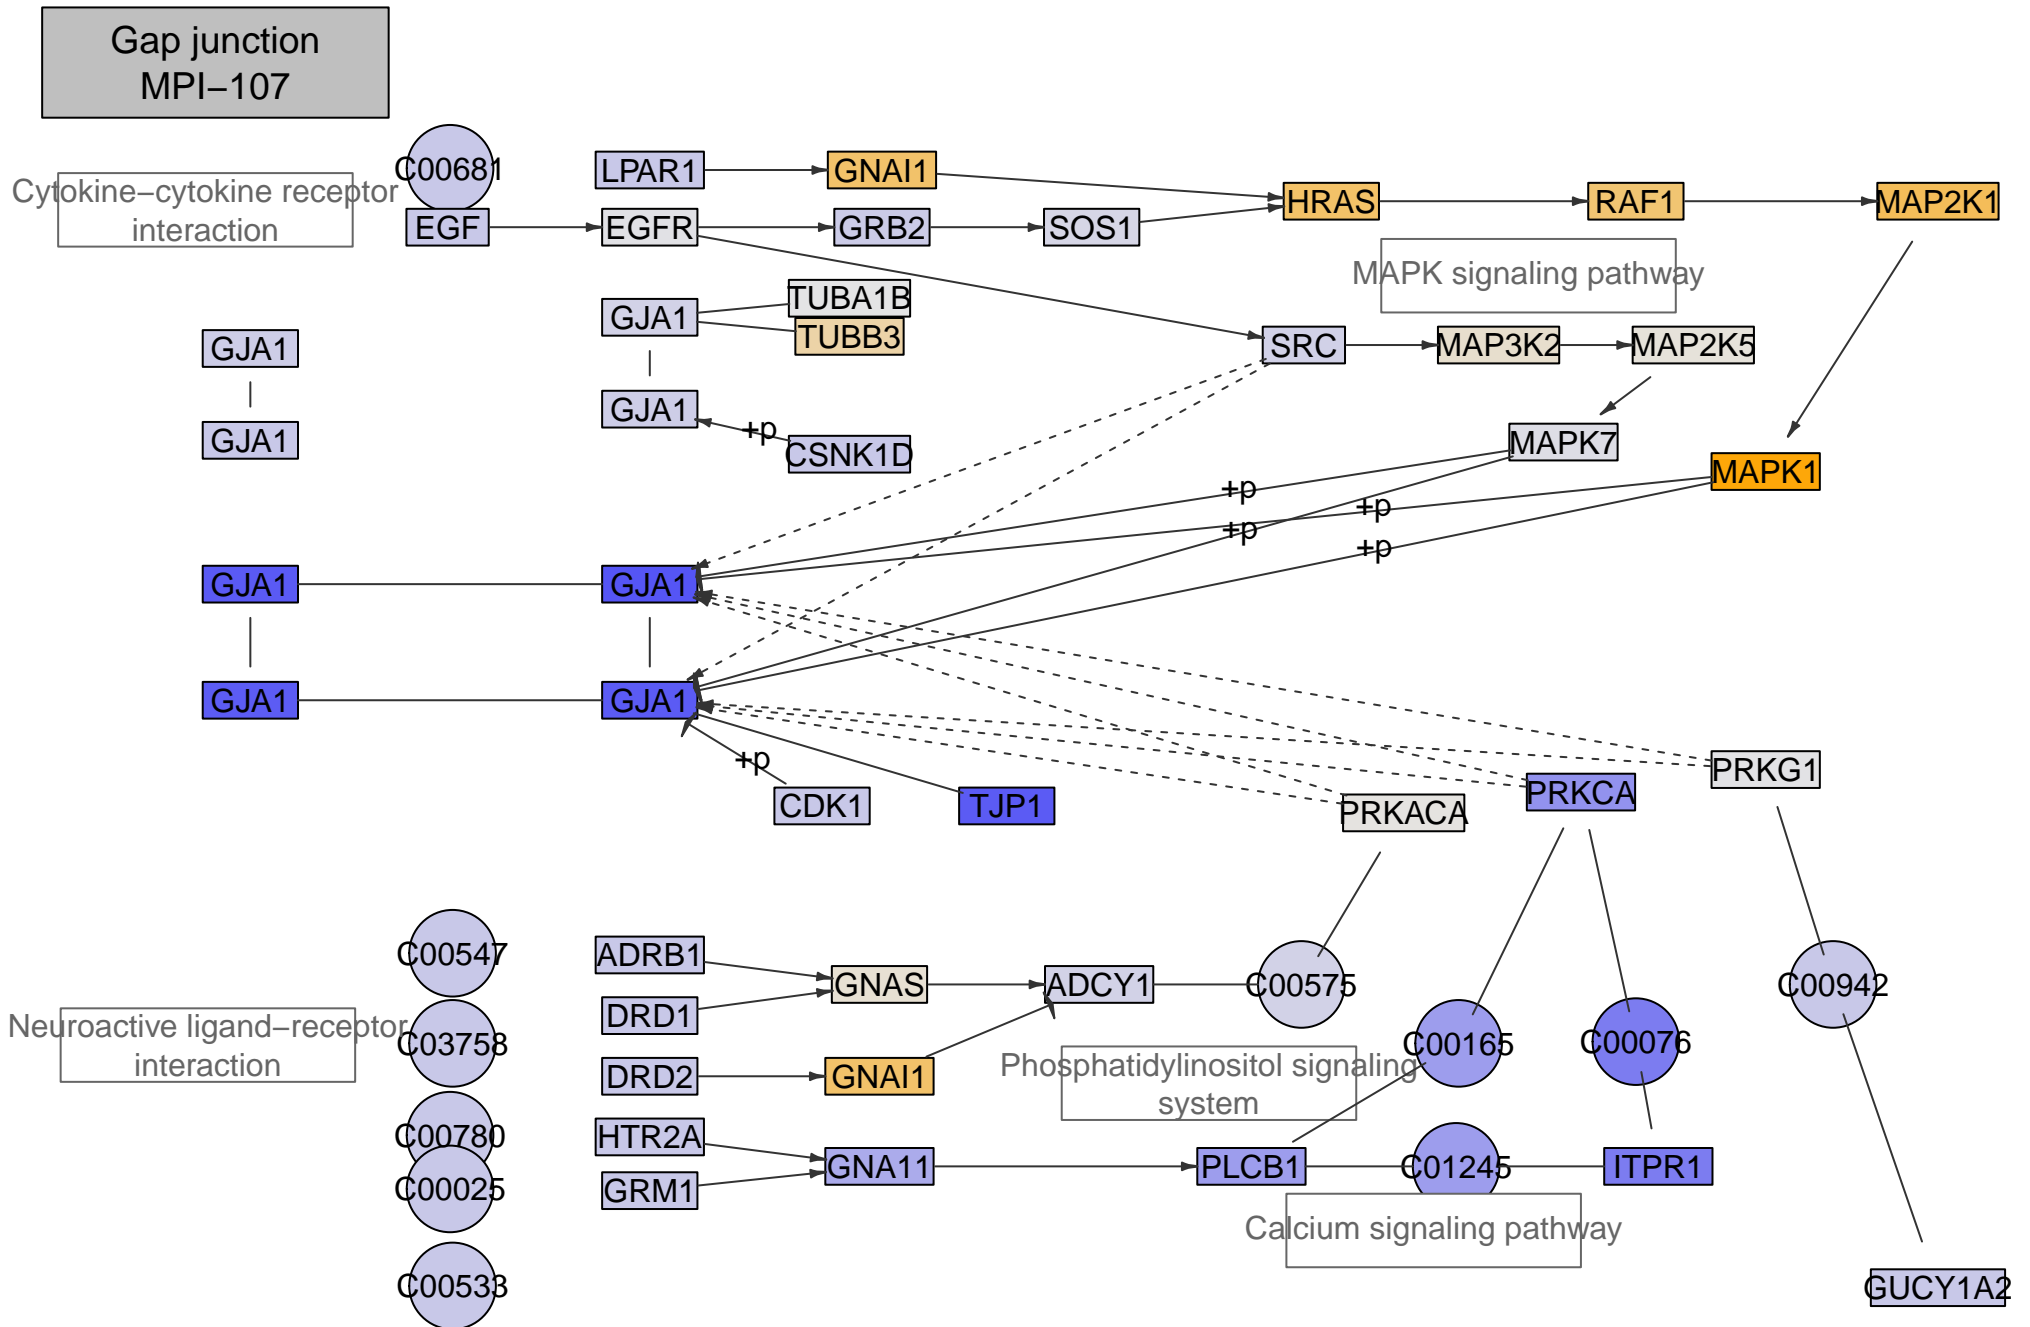 Gap junction
MPI−107
C00681
LPAR1
GNAI1
Cytokine−cytokine receptor
interaction
HRAS
RAF1
MAP2K1
EGF
EGFR
GRB2
SOS1
MAPK signaling pathway
TUBA1B
GJA1
TUBB3
GJA1
SRC
MAP3K2
MAP2K5
GJA1
+p
GJA1
CSNK1D
MAPK7
MAPK1
+p
+p
+p
+p
GJA1
GJA1
GJA1
GJA1
+p
CDK1
TJP1
PRKACA
PRKCA
PRKG1
C00547
ADRB1
GNAS
ADCY1
C00575
C00942
DRD1
Neuroactive ligand−receptor
interaction
C03758
C00165
C00076
DRD2
GNAI1
Phosphatidylinositol signaling
system
C00780
HTR2A
GNA11
PLCB1
C01245
ITPR1
C00025
GRM1
Calcium signaling pathway
C00533
GUCY1A2